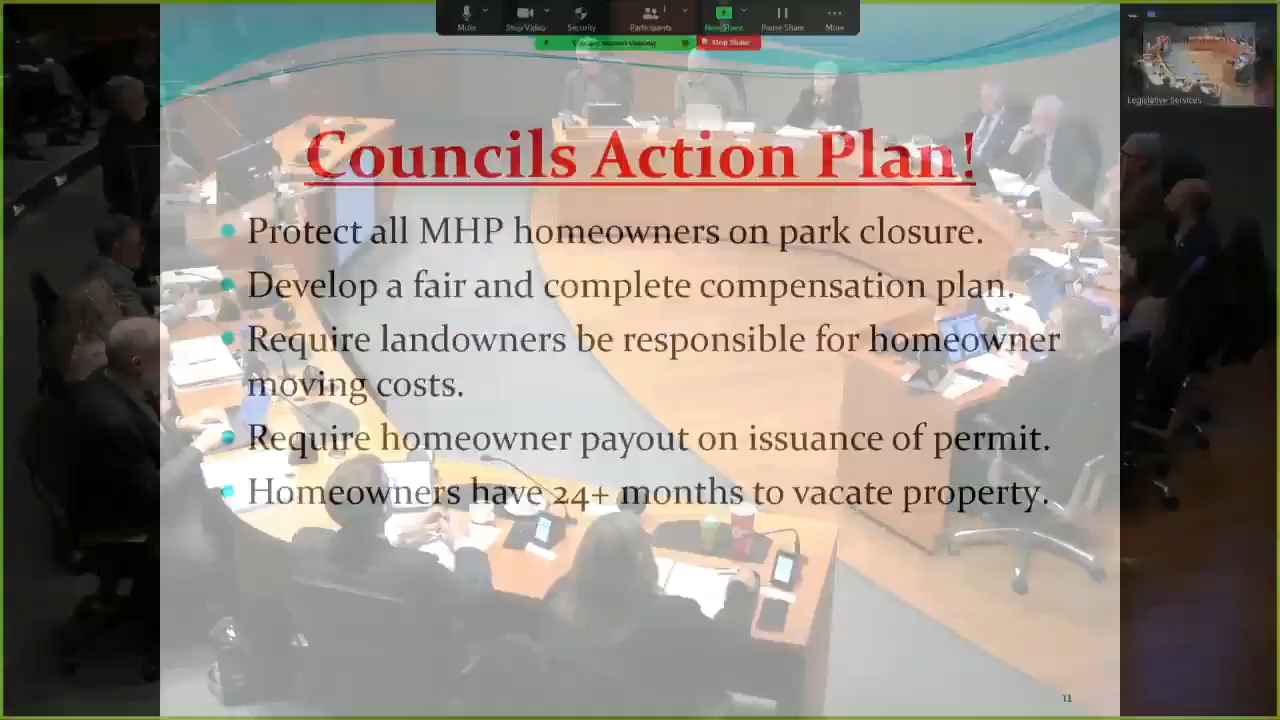 Mute
Stop Video
Security
Participants
1
New Share
Pause Share
More
Stop Share
Legislative Services
Councils Action Plan!
Protect all MHP homeowners on park closure.
Develop a fair and complete compensation plan.
Require landowners be responsible for homeowner
moving costs.
Require homeowner payout on issuance of permit.
Homeowners have 24+ months to vacate property.
11